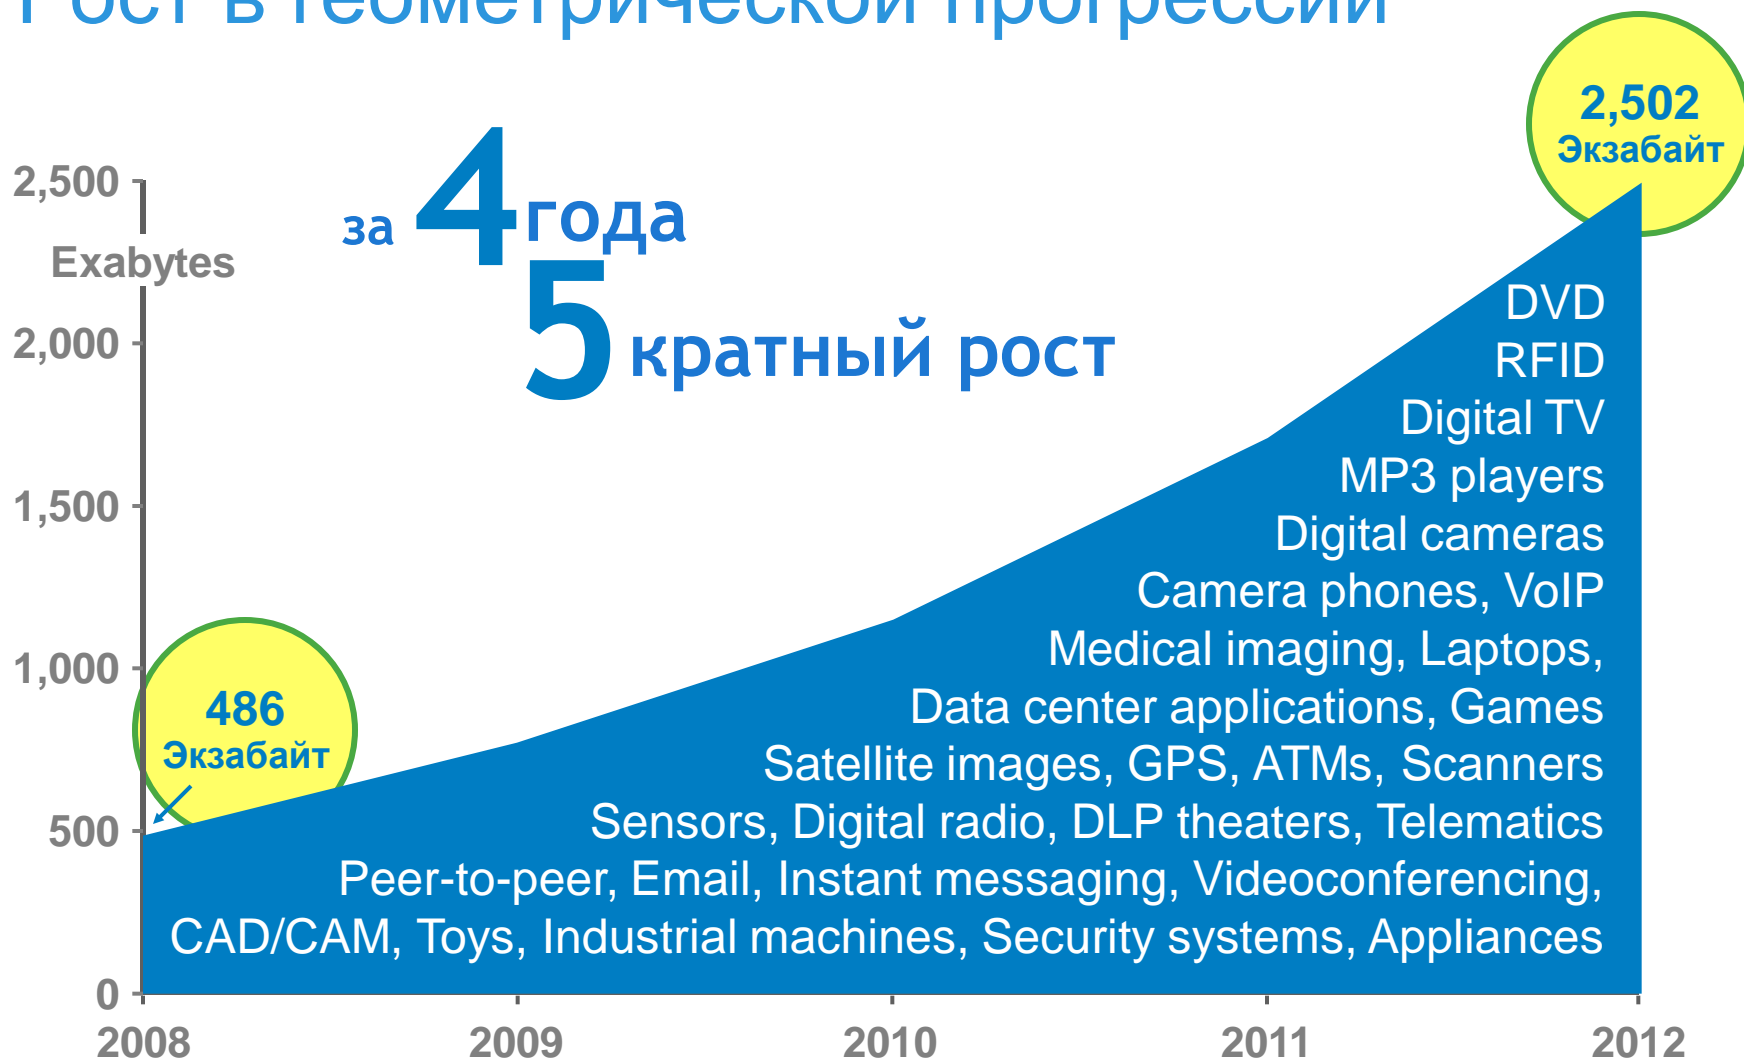 Рост в геометрической прогрессии
2,502
Экзабайт
за 4 года
5 кратный рост
2,500
Exabytes
2,000
1,500
1,000
500
0
486
Экзабайт
DVD
RFID
Digital TV
MP3 players
Digital cameras
Camera phones, VoIP
Medical imaging, Laptops,
Data center applications, Games
Satellite images, GPS, ATMs, Scanners
Sensors, Digital radio, DLP theaters, Telematics
Peer-to-peer, Email, Instant messaging, Videoconferencing,
CAD/CAM, Toys, Industrial machines, Security systems, Appliances
2008 2009 2010 2011 2012